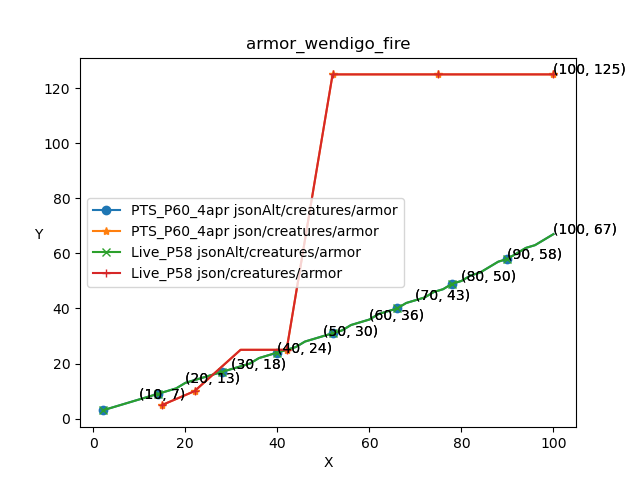 armor_wendigo_fire
120
100
80
60
40
20
0
Y
(100, 125)
PTS_P60_4apr jsonAlt/creatures/armor
PTS_P60_4apr json/creatures/armor
Live_P58 jsonAlt/creatures/armor
Live_P58 json/creatures/armor
(100, 67)
(90, 58)
(80, 50)
(70, 43)
(60, 36)
(50, 30)
(40, 24)
(30, 18)
(20, 13)
(10, 7)
0 20 40 60 80 100
X